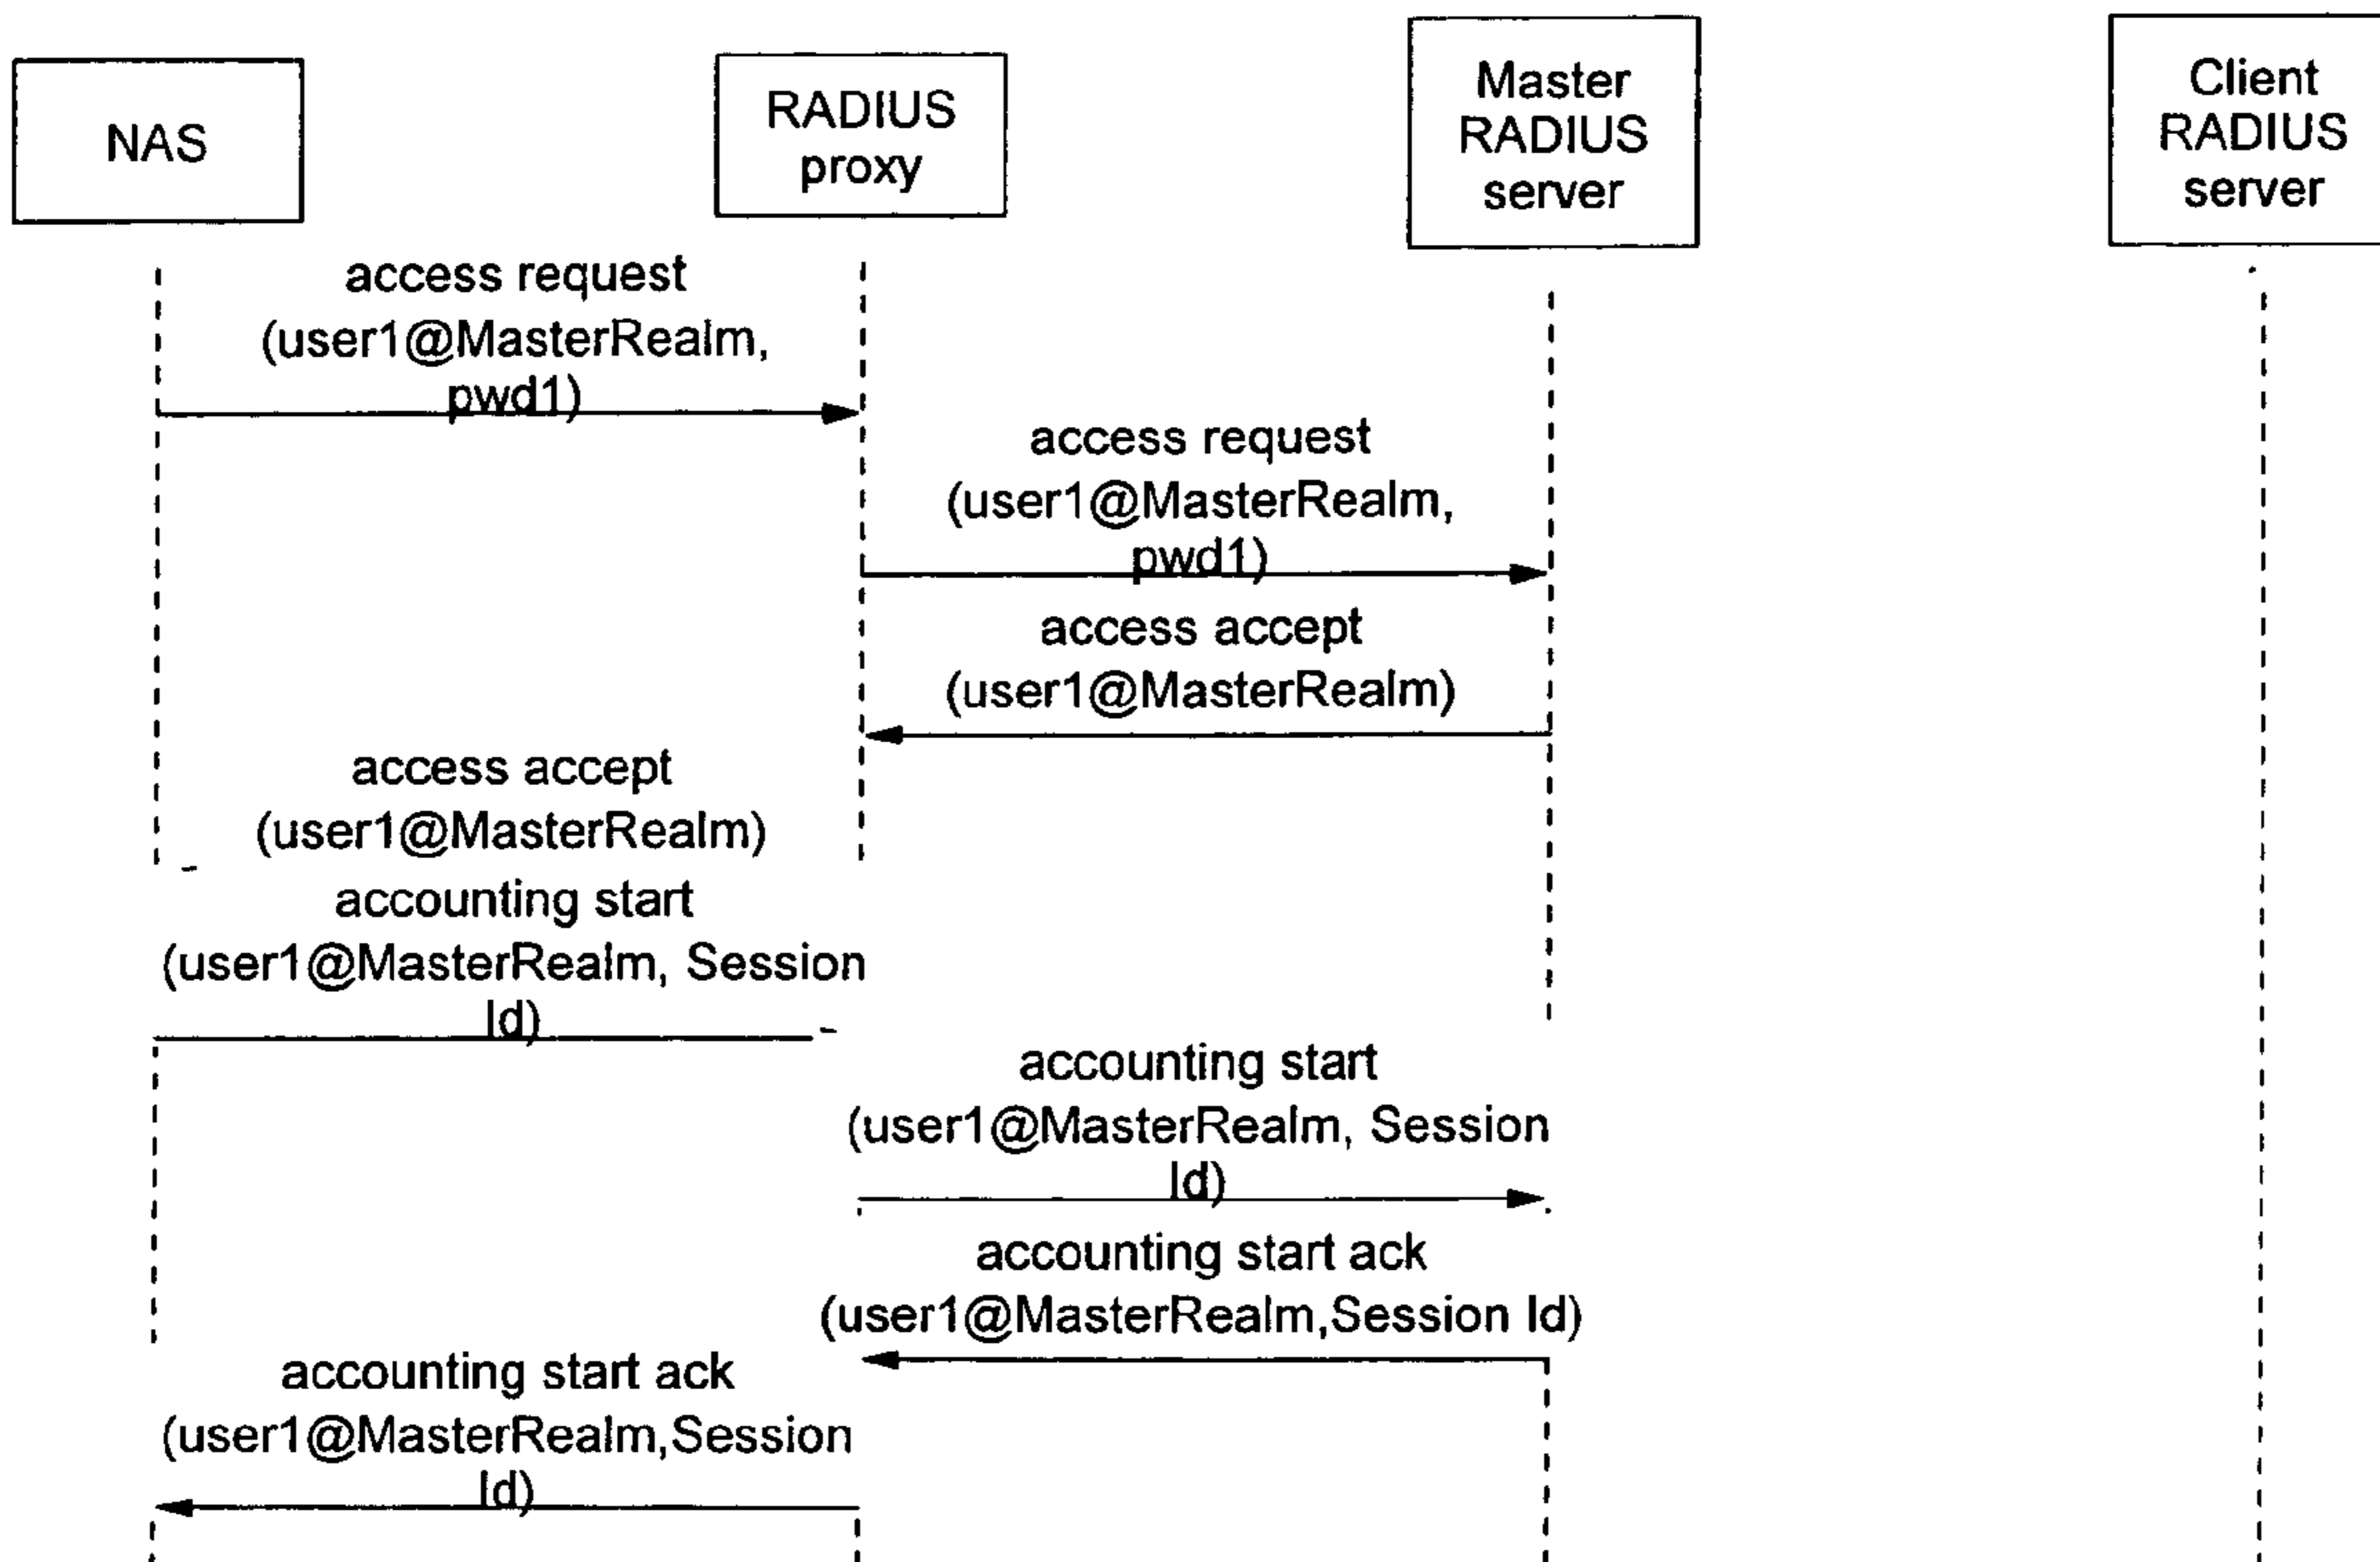 NAS
RADIUS
proxy
Master
RADIUS
server
Client
RADIUS
server
access request
(user1@MasterRealm,
pwd1)
access request
(user1@MasterRealm,
pwd1)
access accept
(user1@MasterRealm)
access accept
(user1@MasterRealm)
accounting start
(user1@MasterRealm, Session
Id)
accounting start
(user1@MasterRealm, Session
Id)
accounting start ack
(user1@MasterRealm,Session Id)
accounting start ack
(user1@MasterRealm,Session
Id)